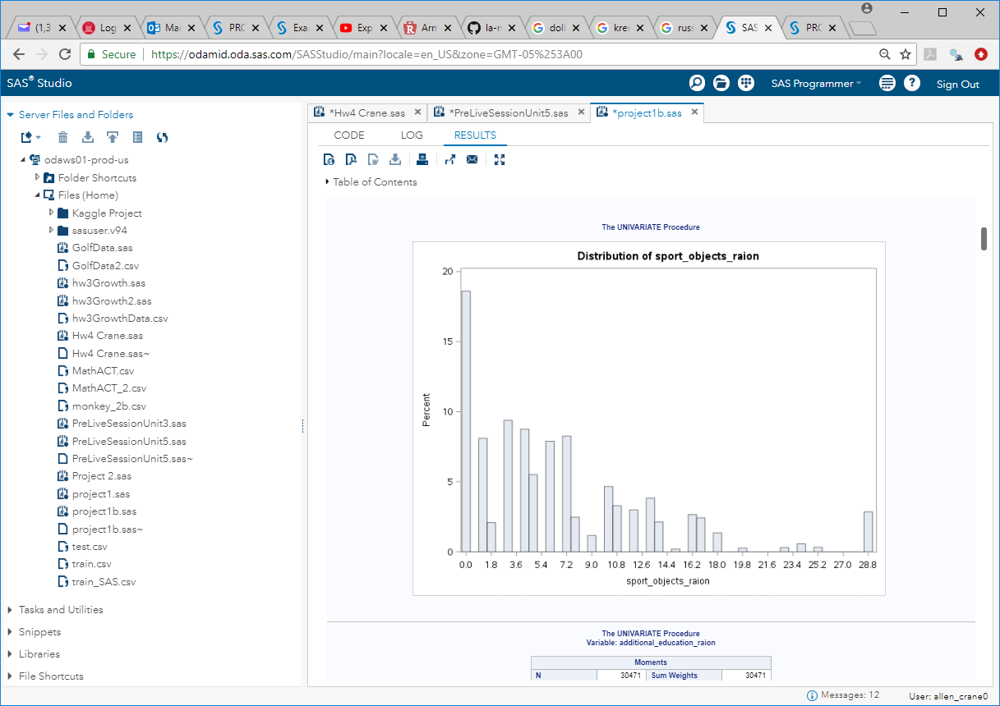 (1,3
Log
Mai
PRO
Exa
Exp
Arn
la-r
doll
krer
russ
SAS
PRO
Secure
https://odamid.oda.sas.com/SASStudio/main?locale=en_US&zone=GMT-05%253A00
SAS® Studio
SAS Programmer
Sign Out
Server Files and Folders
odaws01-prod-us
Folder Shortcuts
Files (Home)
Kaggle Project
sasuser.v94
GolfData.sas
GolfData2.csv
hw3Growth.sas
hw3Growth2.sas
hw3GrowthData.csv
Hw4 Crane.sas
Hw4 Crane.sas~
MathACT.csv
MathACT_2.csv
monkey_2b.csv
PreLiveSessionUnit3.sas
PreLiveSessionUnit5.sas
PreLiveSessionUnit5.sas~
Project 2.sas
project1.sas
project1b.sas
project1b.sas~
test.csv
train.csv
train_SAS.csv
Tasks and Utilities
Snippets
Libraries
File Shortcuts
*Hw4 Crane.sas
*PreLiveSessionUnit5.sas
*project1b.sas
CODE
LOG
RESULTS
Table of Contents
The UNIVARIATE Procedure
Distribution of sport_objects_raion
20
15
10
5
0
Percent
0.0 1.8 3.6 5.4 7.2 9.0 10.8 12.6 14.4 16.2 18.0 19.8 21.6 23.4 25.2 27.0 28.8
sport_objects_raion
The UNIVARIATE Procedure
Variable: additional_education_raion
Moments
N 30471 Sum Weights 30471
Messages: 12
User: allen_crane0